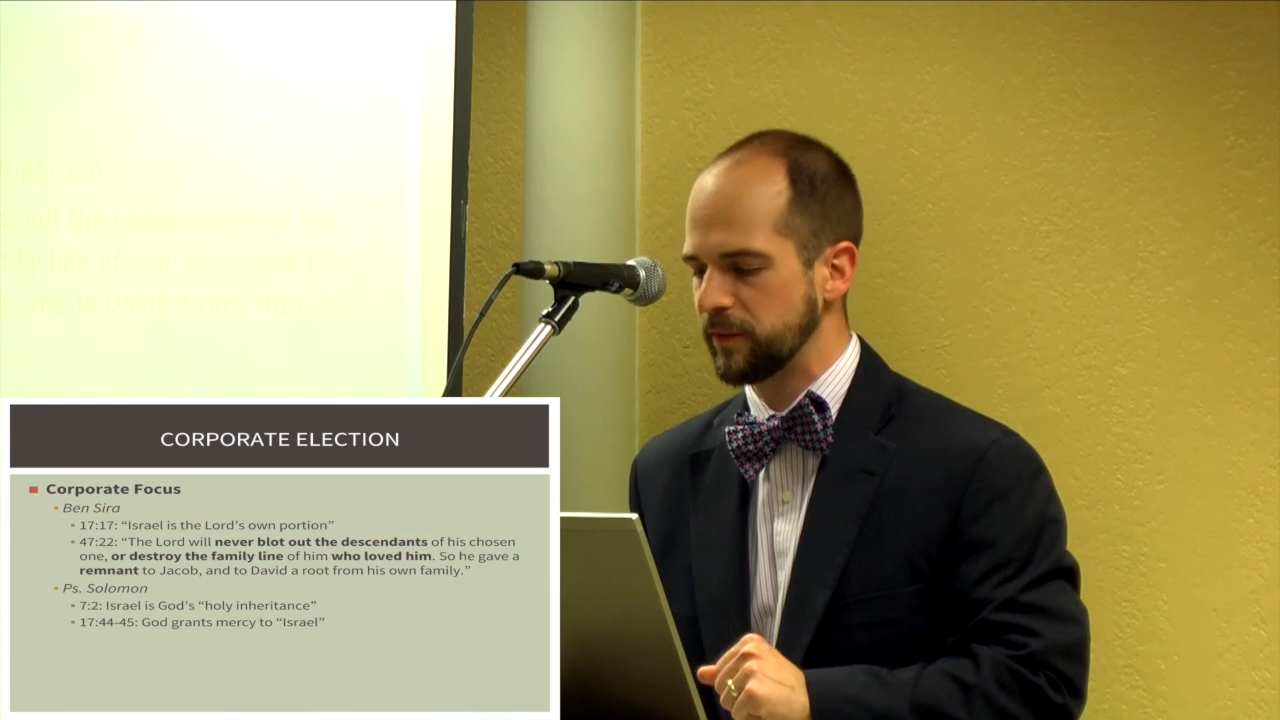 CORPORATE ELECTION
Corporate Focus
Ben Sira
17:17: “Israel is the Lord’s own portion”
47:22: “The Lord will never blot out the descendants of his chosen
one, or destroy the family line of him who loved him. So he gave a
remnant to Jacob, and to David a root from his own family.”
Ps. Solomon
7:2: Israel is God’s “holy inheritance”
17:44-45: God grants mercy to “Israel”